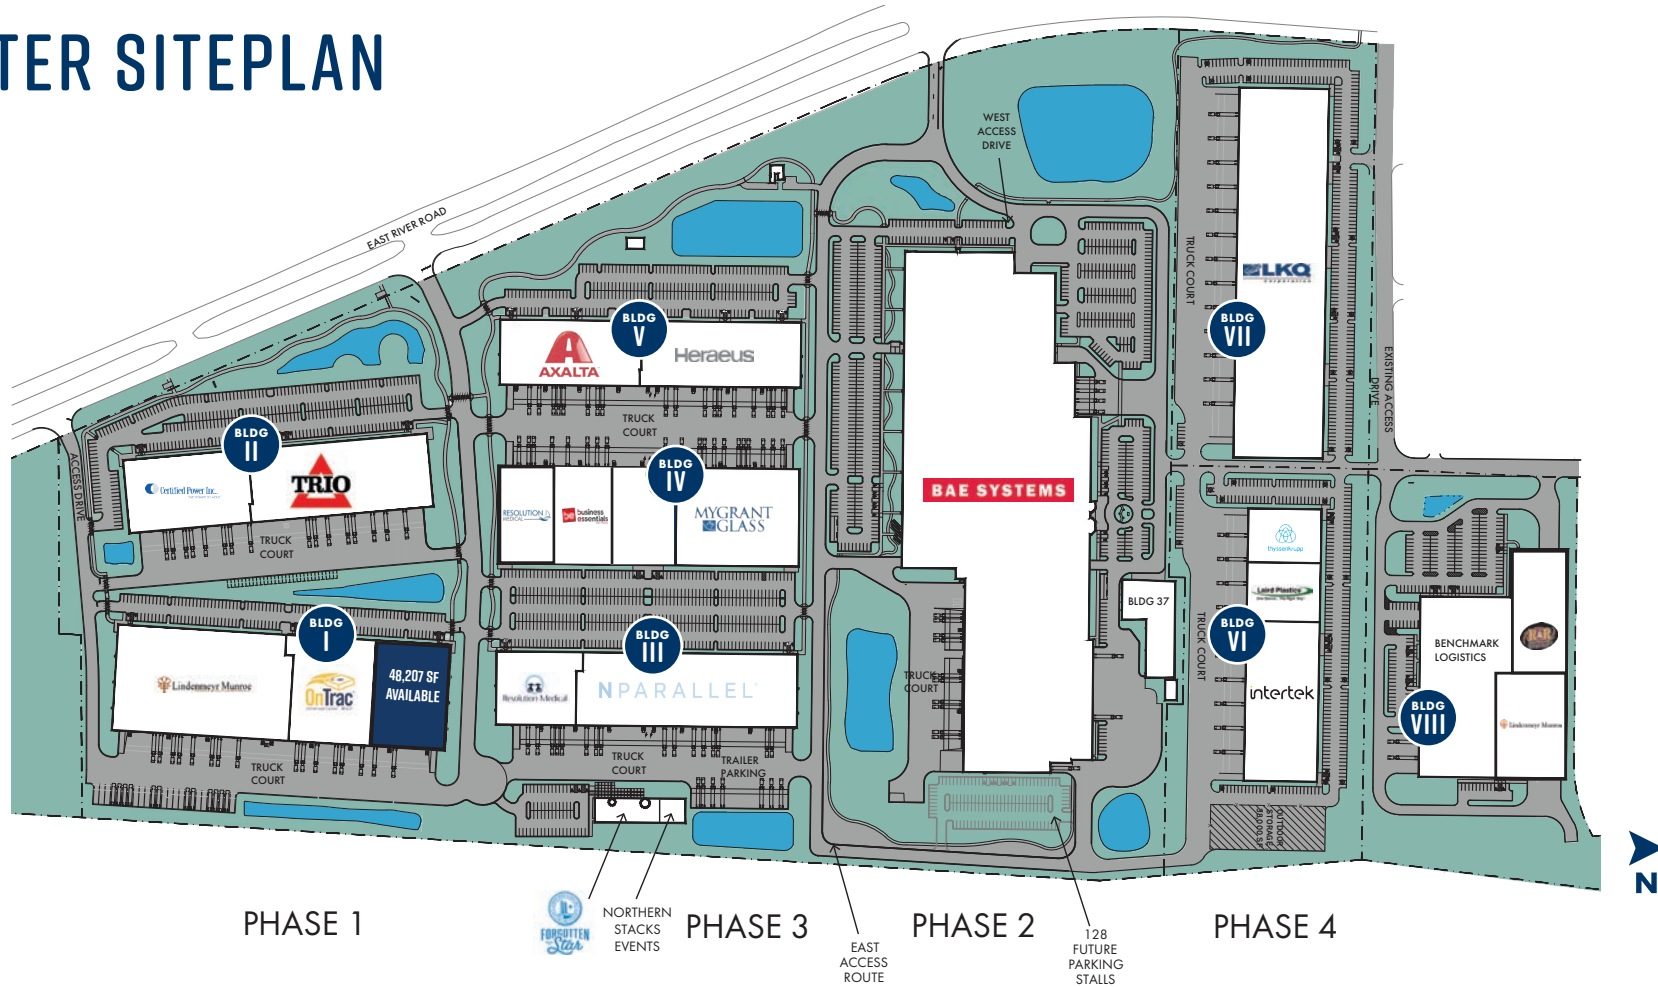 TER SITEPLAN
WEST
ACCESS
DRIVE
EAST RIVER ROAD
TRUCK COURT
LKQ
corporation
BLDG
VII
EXISTING ACCESS
DRIVE
BLDG
V
AXALTA
Heraeus
TRUCK
COURT
BLDG
II
Certified Power Inc.
TRIO
ACCESS DRIVE
TRUCK
COURT
BLDG
IV
RESOLUTION
MEDICAL
be business
essentials
MYGRANT
GLASS
BAE SYSTEMS
thyssenkrupp
Laird Plastics
BLDG 37
TRUCK COURT
BLDG
VI
intertek
BENCHMARK
LOGISTICS
R&R
BLDG
VIII
Lindenmeyr Munroe
BLDG
I
Lindenmeyr Munroe
OnTrac
48,207 SF
AVAILABLE
BLDG
III
Resolution Medical
NPARALLEL
TRUCK
COURT
TRUCK
COURT
TRUCK
COURT
TRAILER
PARKING
OUTDOOR
STORAGE
N
PHASE 1
FORGOTTEN
Star
NORTHERN
STACKS
EVENTS
PHASE 3
EAST
ACCESS
ROUTE
PHASE 2
128
FUTURE
PARKING
STALLS
PHASE 4